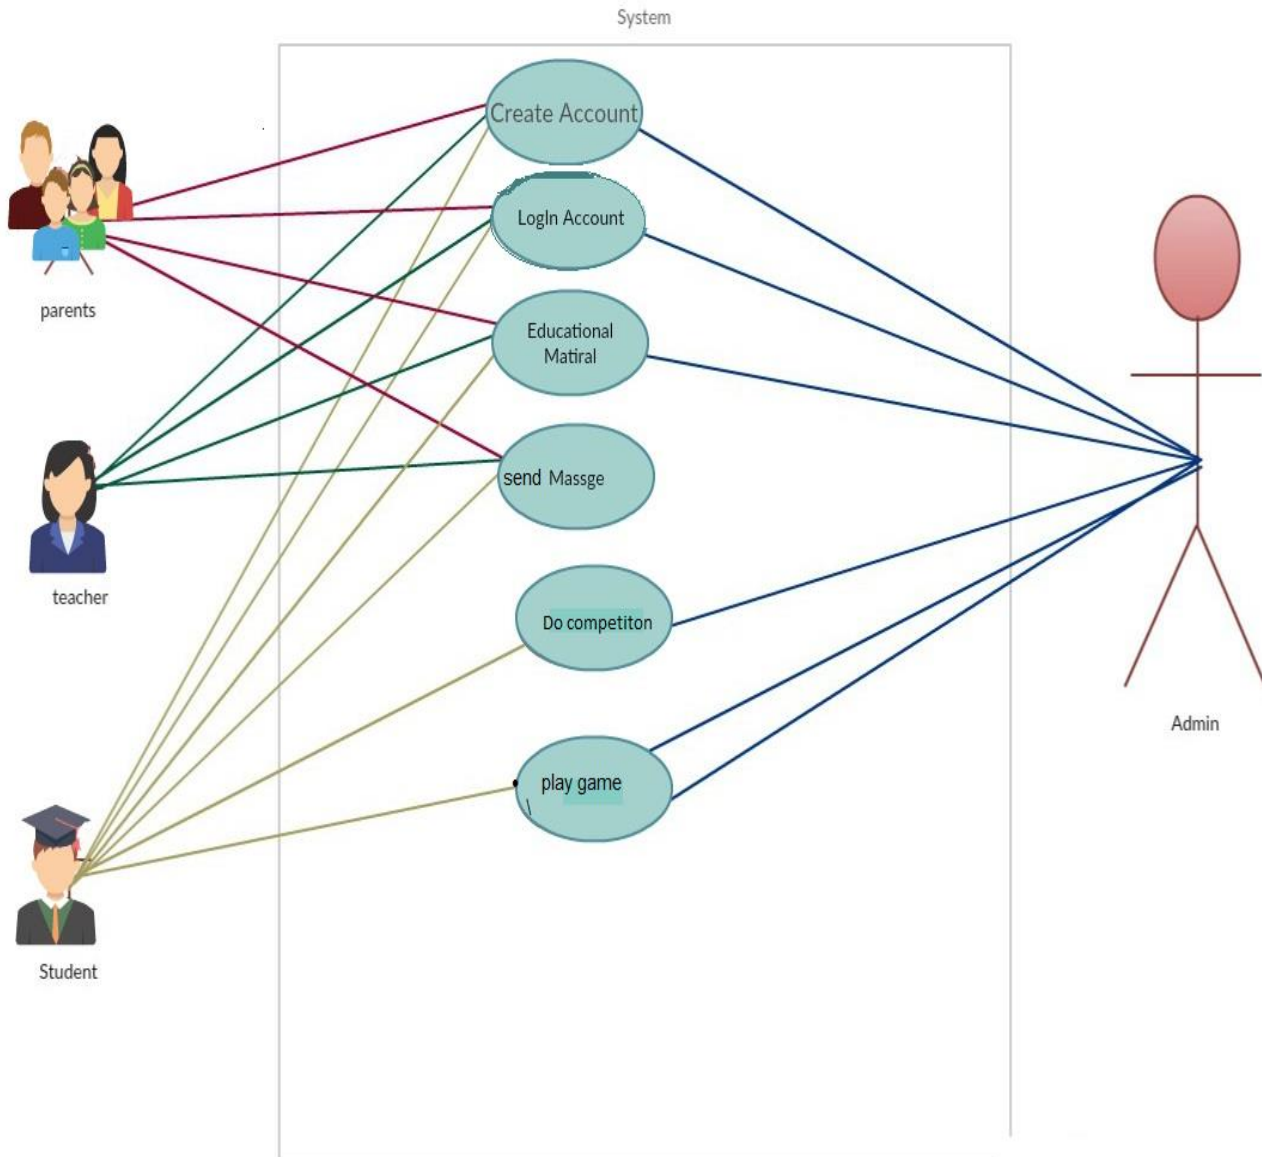 System
Create Account
LogIn Account
parents
Educational
Matiral
send Massge
teacher
Do competiton
Admin
play game
\
Student